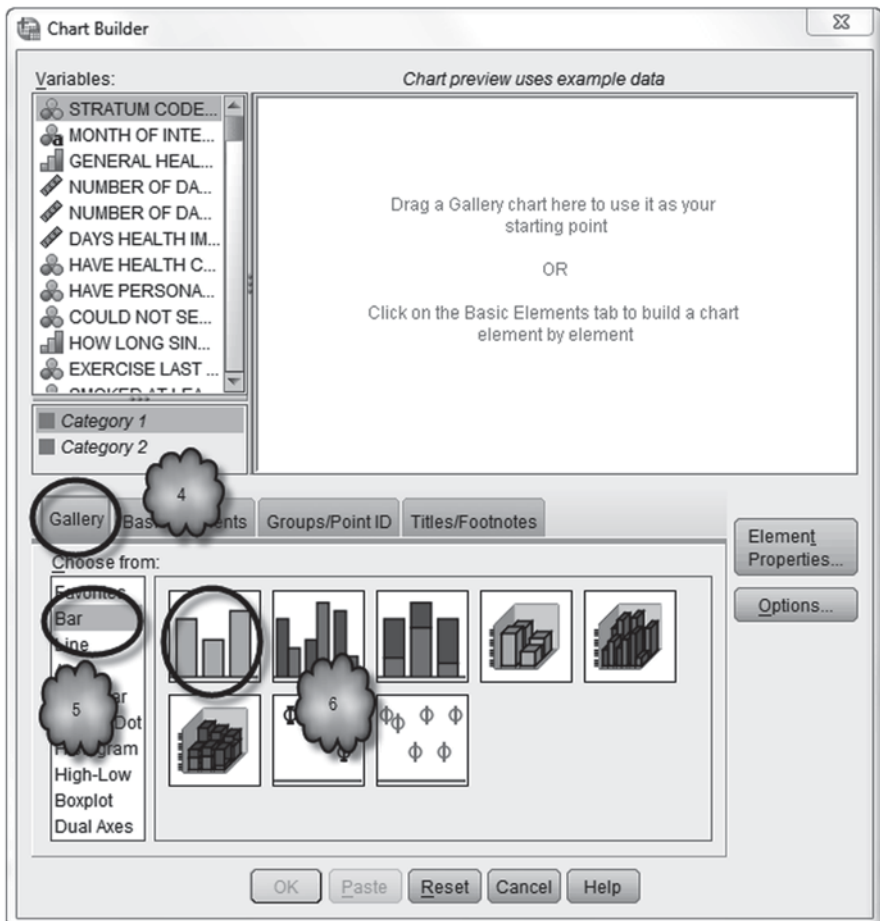 Chart Builder
Variables:
Chart preview uses example data
STRATUM CODE...
MONTH OF INTE...
GENERAL HEAL...
NUMBER OF DA...
NUMBER OF DA...
DAYS HEALTH IM...
HAVE HEALTH C...
HAVE PERSONA...
COULD NOT SE...
HOW LONG SIN...
EXERCISE LAST ...
Drag a Gallery chart here to use it as your
starting point
OR
Click on the Basic Elements tab to build a chart
element by element
Category 1
Category 2
4
Gallery
Groups/Point ID
Titles/Footnotes
Element
Properties...
Options...
Choose from:
Favorites
Bar
Line
5
Dot
High-Low
Boxplot
Dual Axes
6
OK
Paste
Reset
Cancel
Help